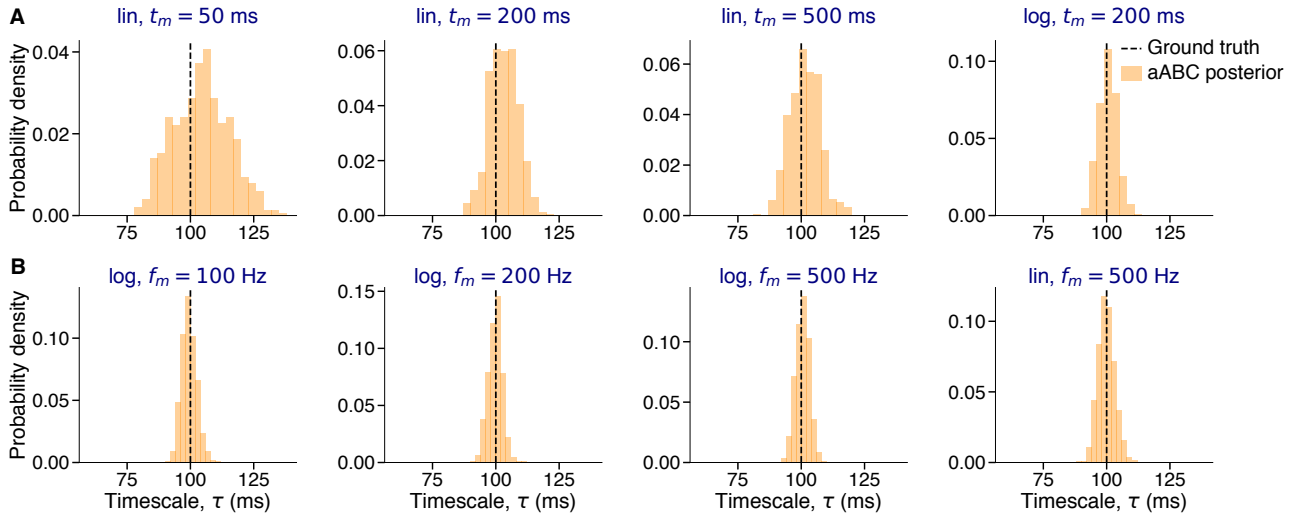 A
lin, t_m = 50 ms
lin, t_m = 200 ms
lin, t_m = 500 ms
log, t_m = 200 ms
Probability density
0.04
0.02
0.00
75 100 125
0.06
0.04
0.02
0.00
75 100 125
0.06
0.04
0.02
0.00
75 100 125
0.10
0.05
0.00
75 100 125
Ground truth
aABC posterior
B
log, f_m = 100 Hz
log, f_m = 200 Hz
log, f_m = 500 Hz
lin, f_m = 500 Hz
Probability density
0.10
0.05
0.00
75 100 125
Timescale, τ (ms)
0.15
0.10
0.05
0.00
75 100 125
Timescale, τ (ms)
0.10
0.05
0.00
75 100 125
Timescale, τ (ms)
0.10
0.05
0.00
75 100 125
Timescale, τ (ms)